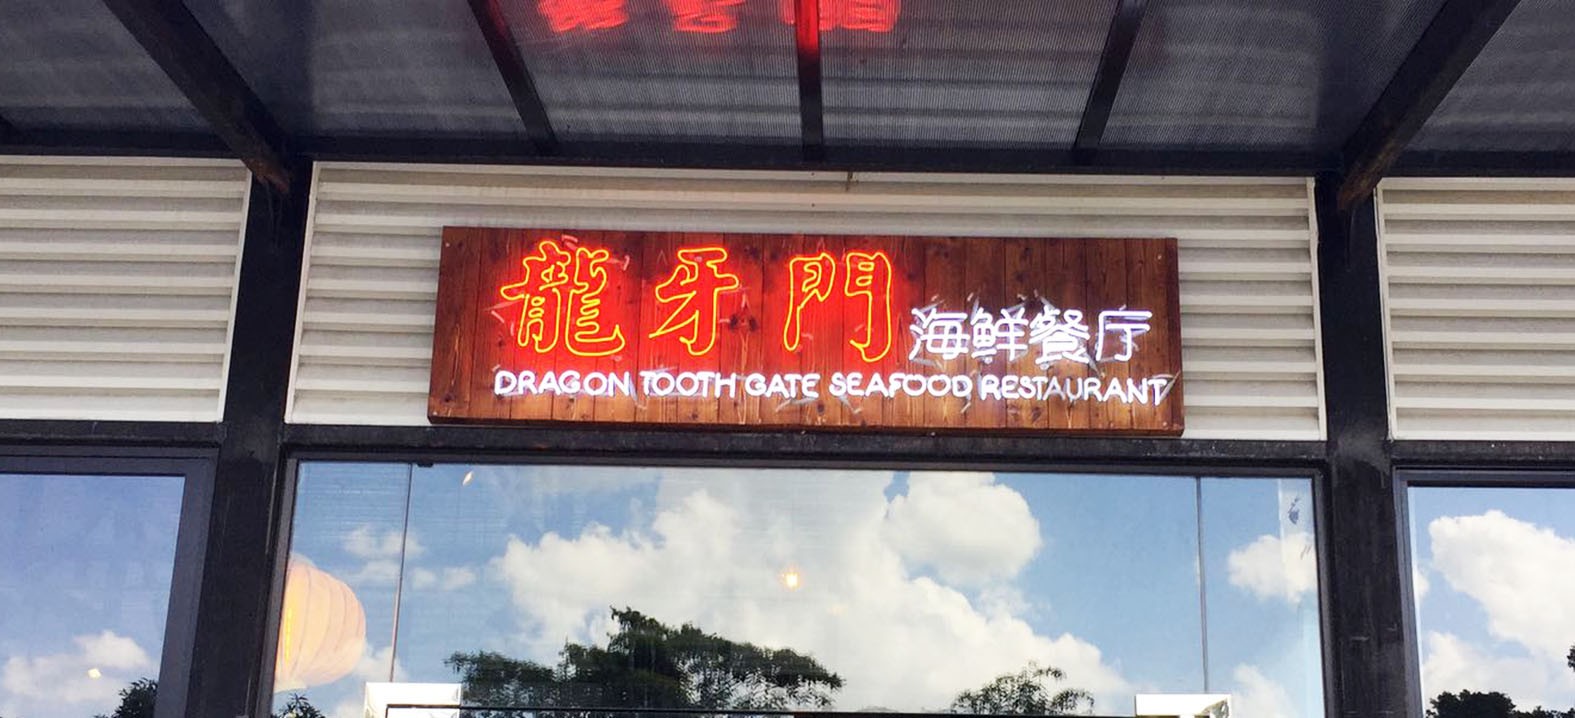 龍牙門 海鲜餐厅
DRAGON TOOTH GATE SEAFOOD RESTAURANT